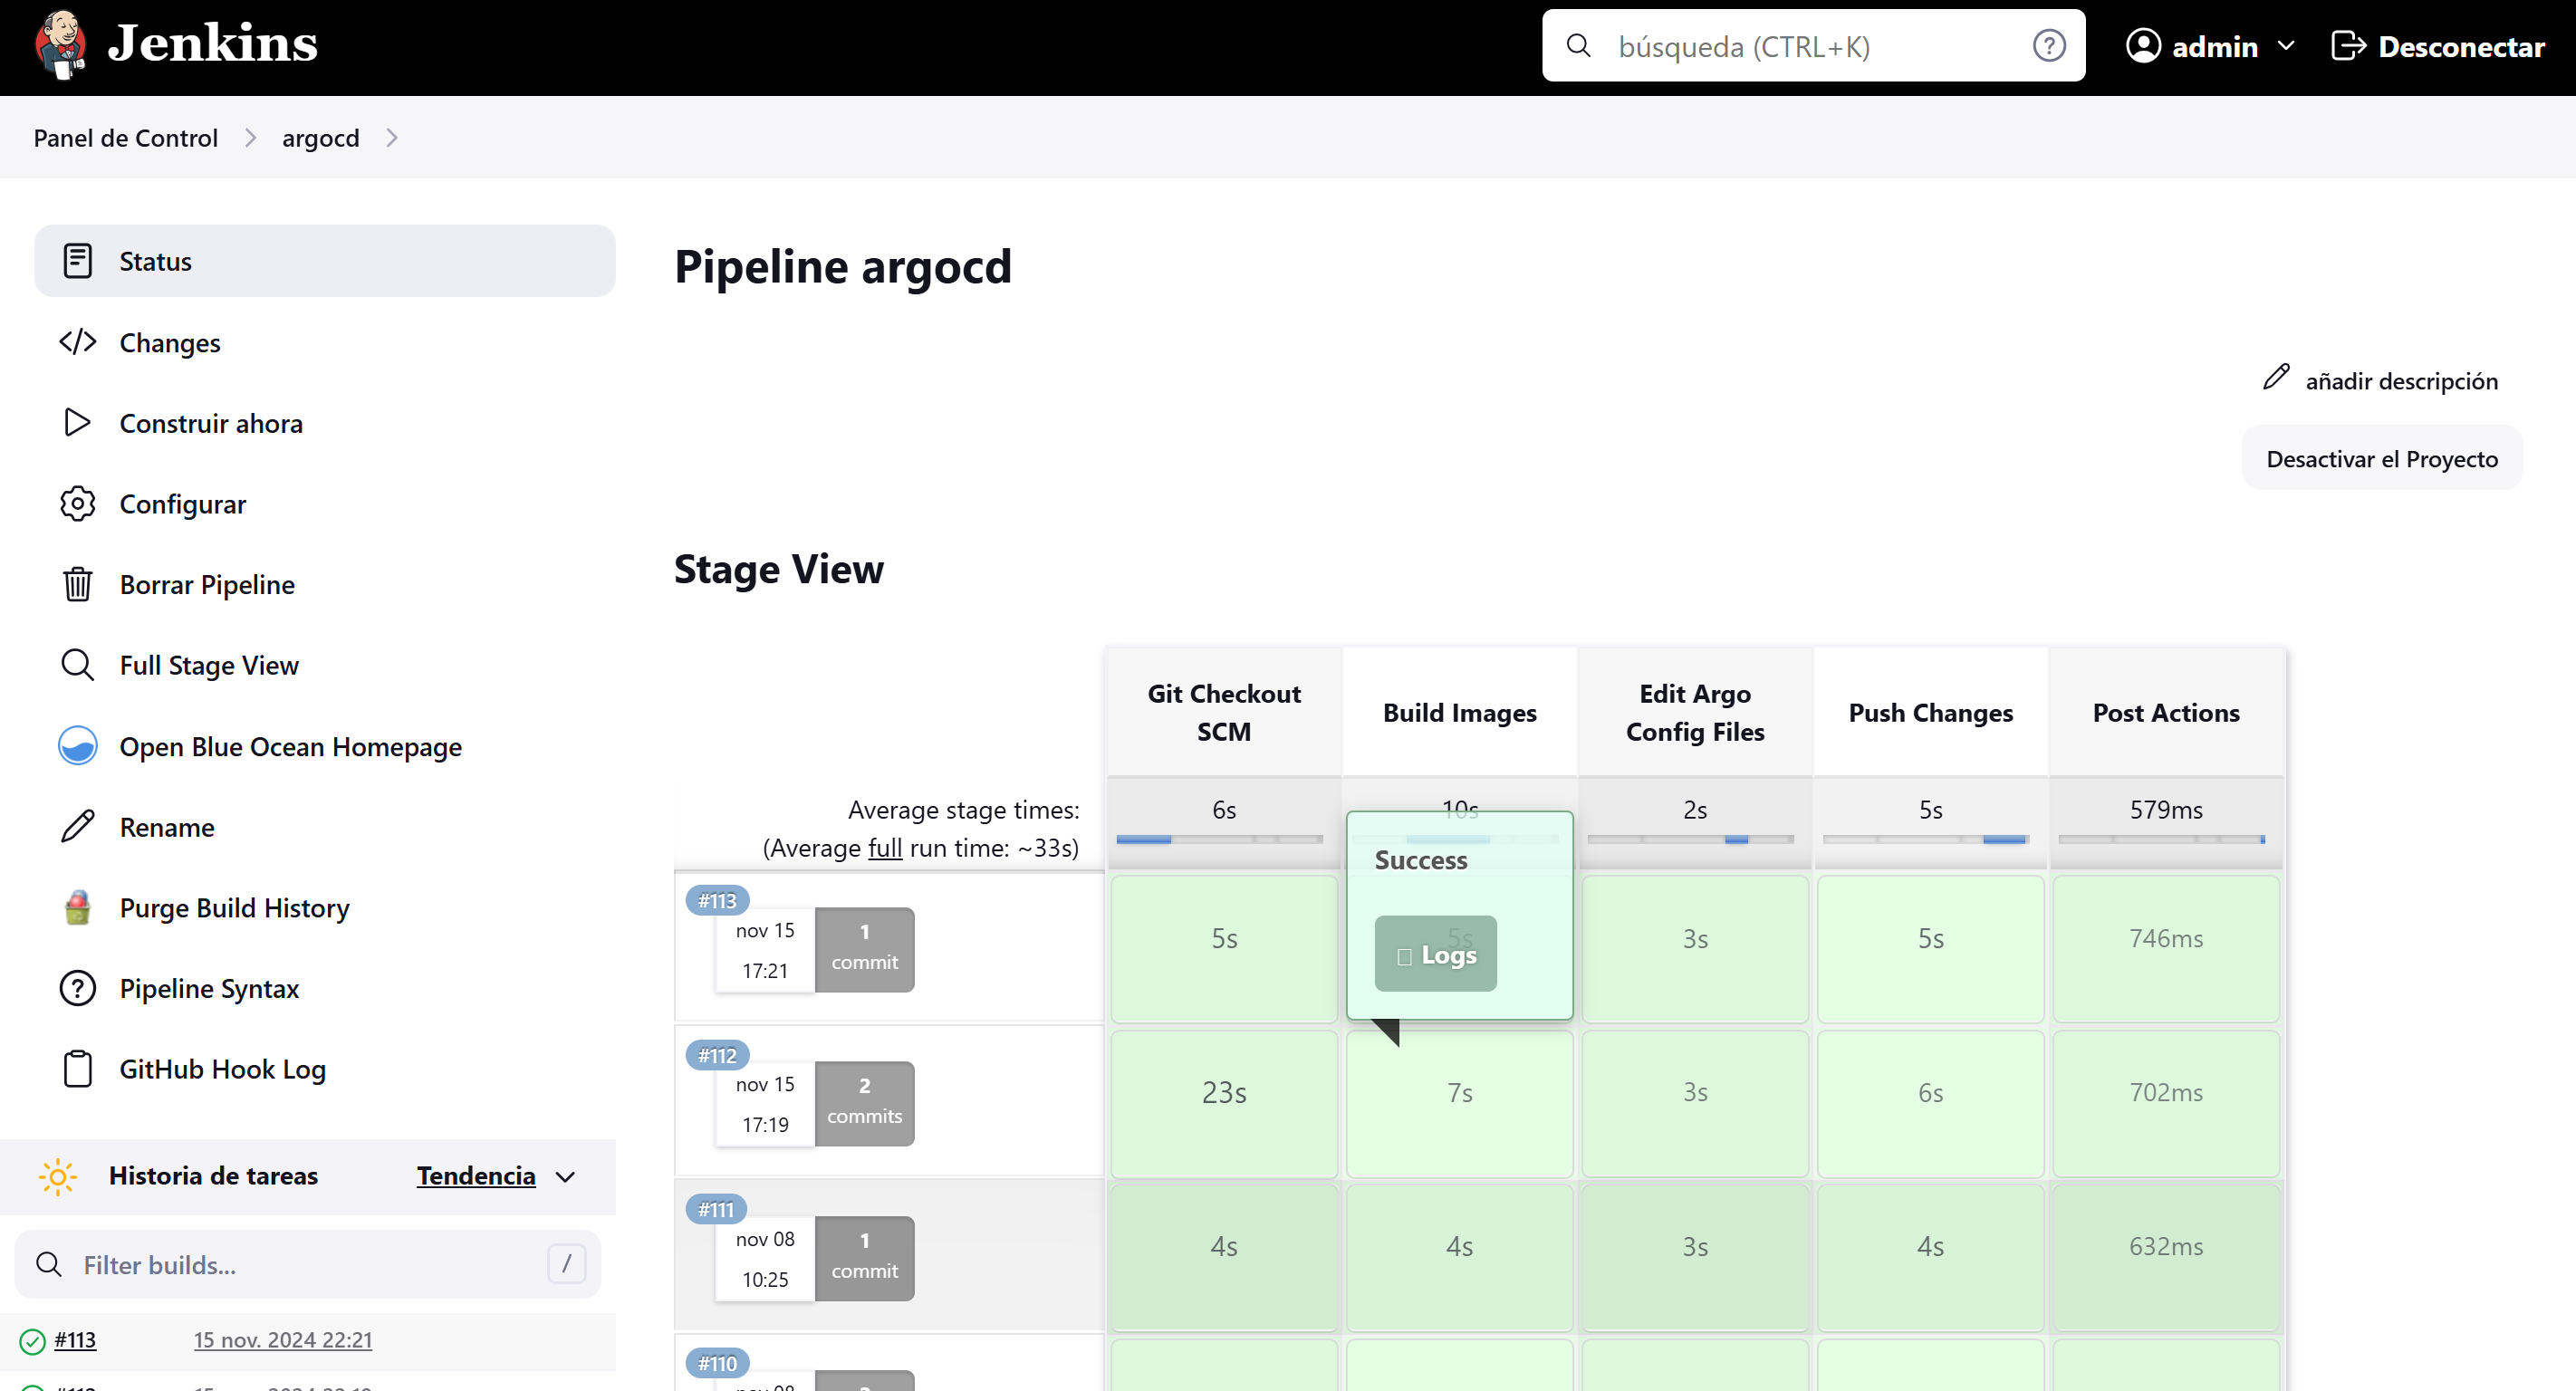 Jenkins
búsqueda (CTRL+K)
admin
Desconectar
Panel de Control
argocd
Status
Changes
Construir ahora
Configurar
Borrar Pipeline
Full Stage View
Open Blue Ocean Homepage
Rename
Purge Build History
Pipeline Syntax
GitHub Hook Log
Historia de tareas
Tendencia
Filter builds...
/
#113
15 nov. 2024 22:21
Pipeline argocd
añadir descripción
Desactivar el Proyecto
Stage View
Git Checkout
SCM
Build Images
Edit Argo
Config Files
Push Changes
Post Actions
Average stage times:
(Average full run time: ~33s)
6s
10s
2s
5s
579ms
#113
nov 15
17:21
1
commit
5s
Success
5s
Logs
3s
5s
746ms
#112
nov 15
17:19
2
commits
23s
7s
3s
6s
702ms
#111
nov 08
10:25
1
commit
4s
4s
3s
4s
632ms
#110